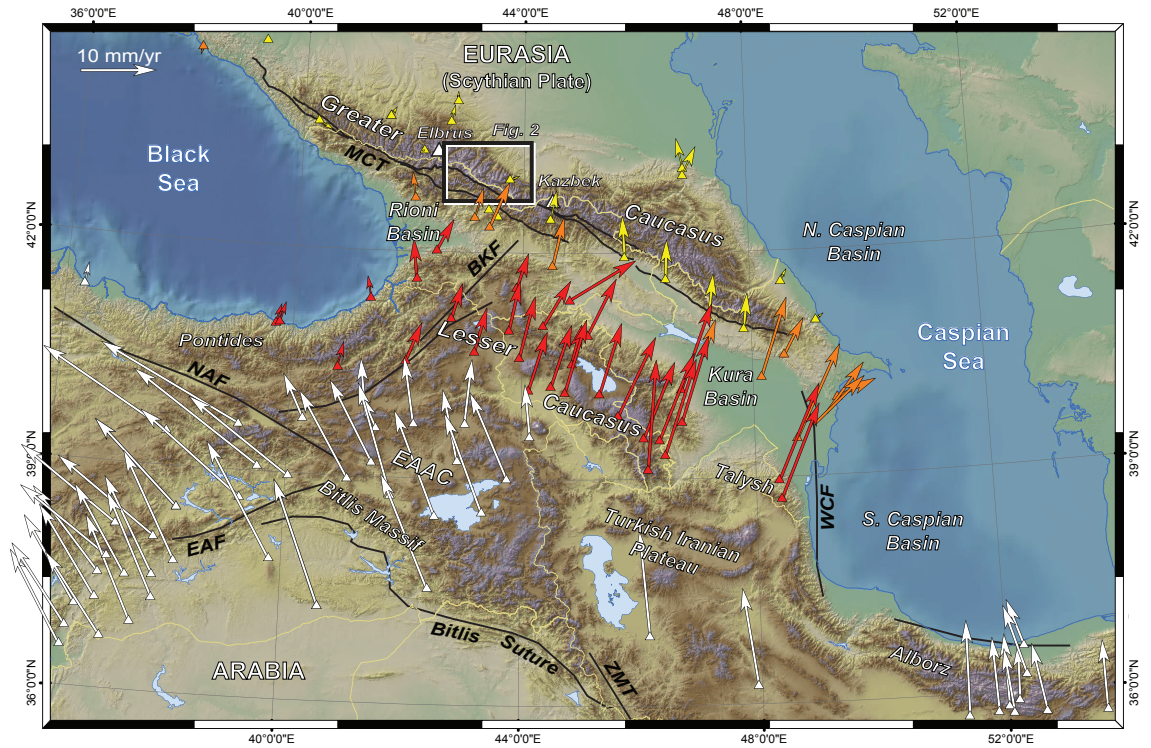 36°0'0"E
40°0'0"E
44°0'0"E
48°0'0"E
52°0'0"E
10 mm/yr
EURASIA
(Scythian Plate)
Greater
Elbrus
Fig. 2
MCT
Black
Sea
Kazbek
Caucasus
Rioni
Basin
BKF
N. Caspian
Basin
42°0'0"N
42°0'0"N
Pontides
Lesser
Caspian
Sea
NAF
Kura
Basin
Caucasus
39°0'0"N
39°0'0"N
EAAC
Talysh
Bitlis Massif
WCF
EAF
Turkish Iranian
Plateau
S. Caspian
Basin
Bitlis Suture
ZMT
Alborz
ARABIA
36°0'0"N
36°0'0"N
40°0'0"E
44°0'0"E
48°0'0"E
52°0'0"E